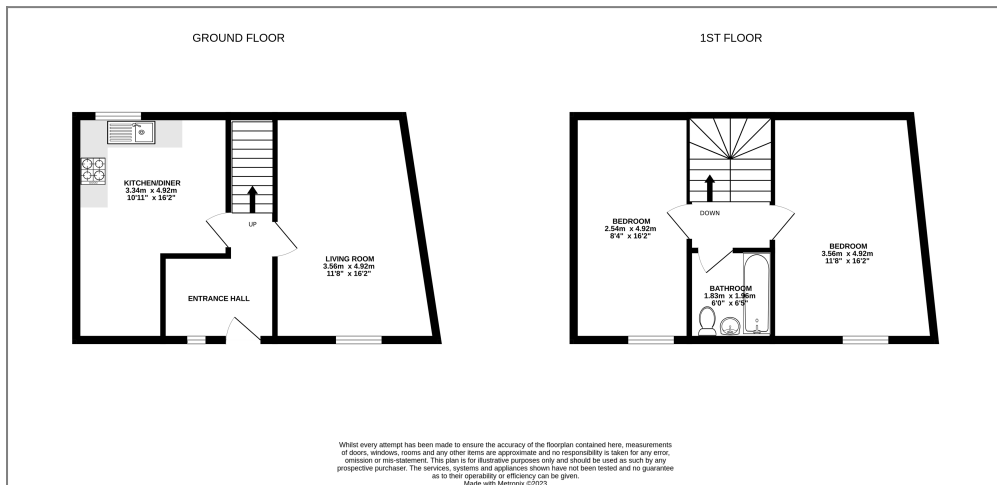 GROUND FLOOR
1ST FLOOR
KITCHEN/DINER
3.34m x 4.92m
10'11" x 16'2"
UP
LIVING ROOM
3.56m x 4.92m
11'8" x 16'2"
ENTRANCE HALL
DOWN
BEDROOM
2.54m x 4.92m
8'4" x 16'2"
BEDROOM
3.56m x 4.92m
11'8" x 16'2"
BATHROOM
1.83m x 1.96m
6'0" x 6'5"
Whilst every attempt has been made to ensure the accuracy of the floorplan contained here, measurements
of doors, windows, rooms and any other items are approximate and no responsibility is taken for any error,
omission or mis-statement. This plan is for illustrative purposes only and should be used as such by any
prospective purchaser. The services, systems and appliances shown have not been tested and no guarantee
as to their operability or efficiency can be given.
Made with Metropix ©2023